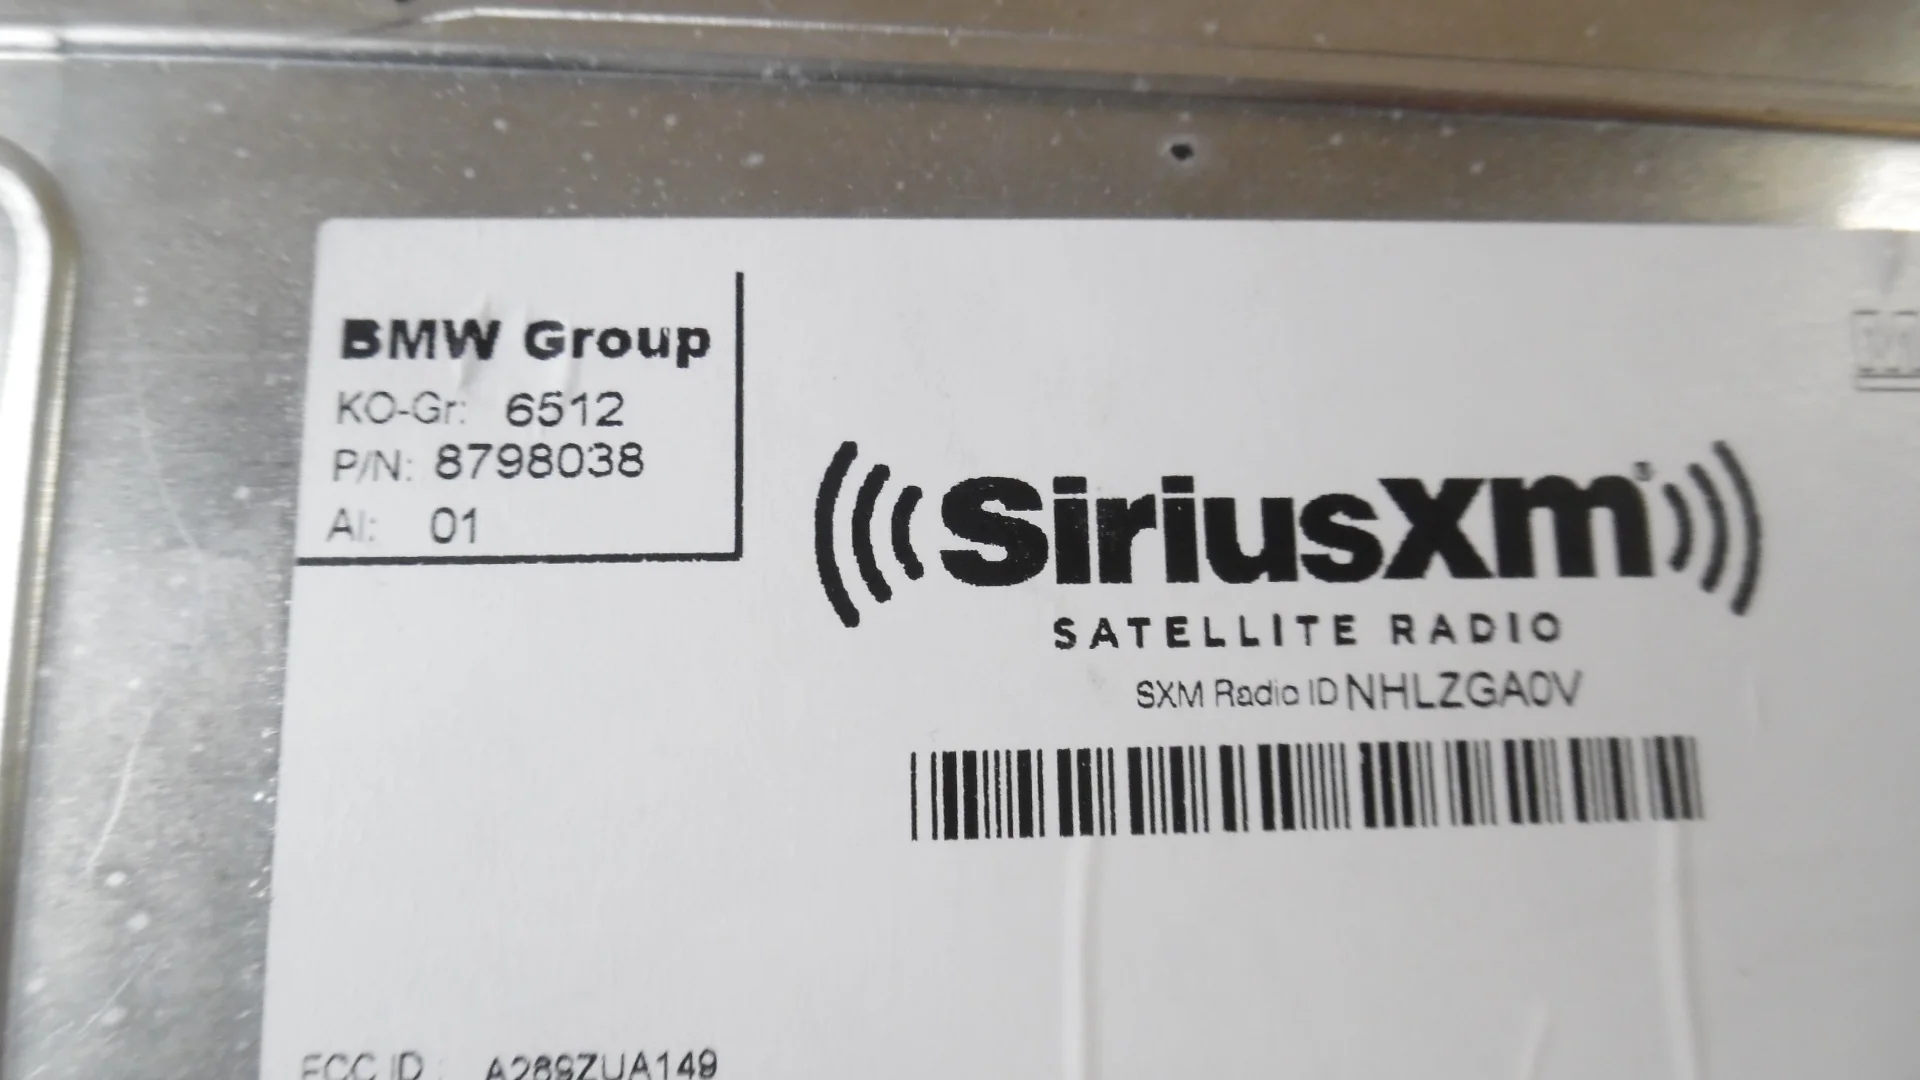 BMW Group
KO-Gr: 6512
P/N: 8798038
AI: 01
SiriusXm
SATELLITE RADIO
SXM Radio ID NHLZGA0V
FCC ID : A269ZUA149